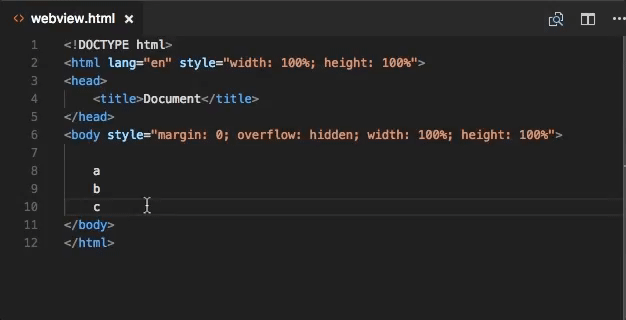 webview.html
1 <!DOCTYPE html>
2 <html lang="en" style="width: 100%; height: 100%">
3 <head>
4     <title>Document</title>
5 </head>
6 <body style="margin: 0; overflow: hidden; width: 100%; height: 100%">
7
8     a
9     b
10     c
11 </body>
12 </html>